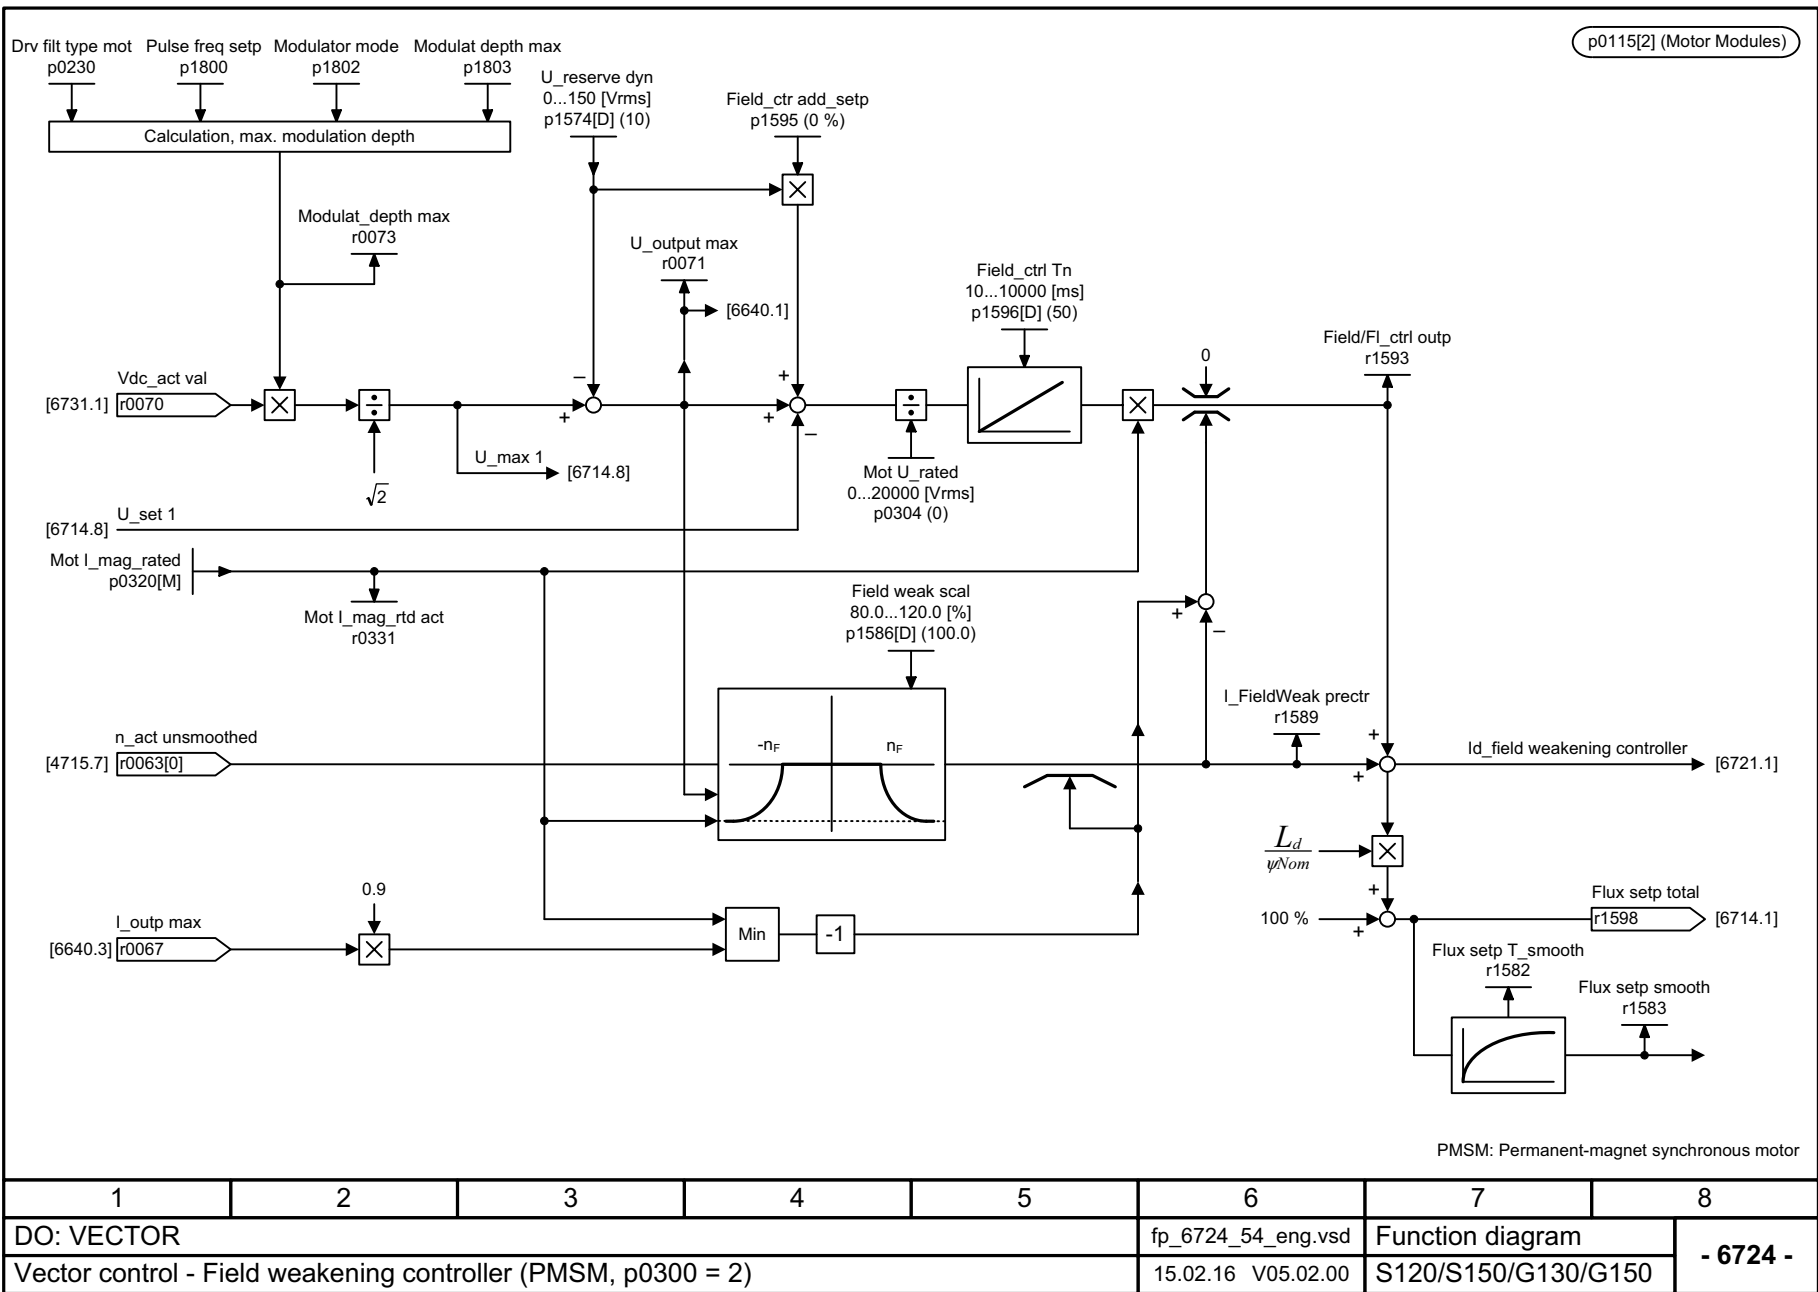 Drv filt type mot
p0230
Pulse freq setp
p1800
Modulator mode
p1802
Modulat depth max
p1803
Calculation, max. modulation depth
U_reserve dyn
0...150 [Vrms]
p1574[D] (10)
Field_ctr add_setp
p1595 (0 %)
p0115[2] (Motor Modules)
×
Modulat_depth max
r0073
U_output max
r0071
[6640.1]
Field_ctrl Tn
10...10000 [ms]
p1596[D] (50)
0
Field/Fl_ctrl outp
r1593
Vdc_act val
[6731.1] r0070
×
÷
–
+
+
+
–
÷
×
√2
U_max 1
[6714.8]
Mot U_rated
0...20000 [Vrms]
p0304 (0)
U_set 1
[6714.8]
Mot I_mag_rated
p0320[M]
Mot I_mag_rtd act
r0331
Field weak scal
80.0...120.0 [%]
p1586[D] (100.0)
+
–
n_act unsmoothed
[4715.7] r0063[0]
-nF
nF
I_FieldWeak prectr
r1589
+
+
Id_field weakening controller
[6721.1]
Ld
ψNom
×
0.9
I_outp max
[6640.3] r0067
×
Min
-1
100 %
+
+
Flux setp total
r1598 [6714.1]
Flux setp T_smooth
r1582
Flux setp smooth
r1583
PMSM: Permanent-magnet synchronous motor
1 2 3 4 5 6 7 8
DO: VECTOR
fp_6724_54_eng.vsd
Function diagram
- 6724 -
Vector control - Field weakening controller (PMSM, p0300 = 2)
15.02.16 V05.02.00
S120/S150/G130/G150